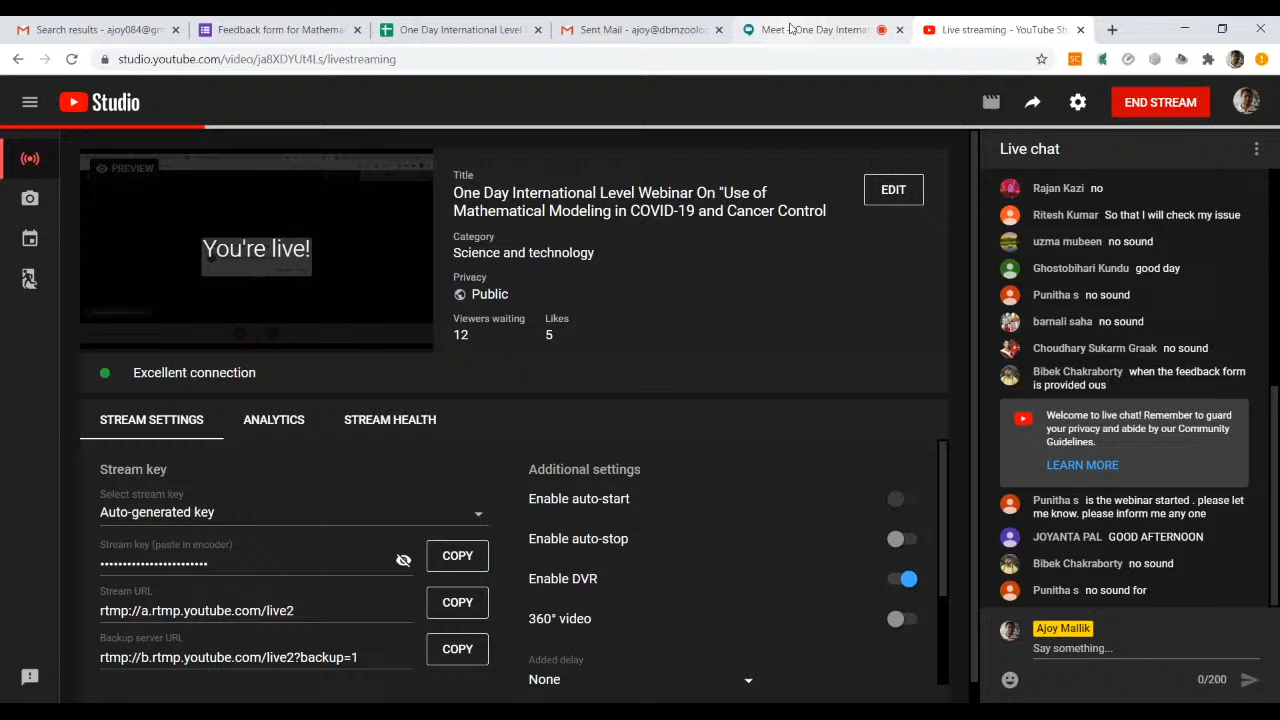 Search results - ajoy084@gm
Feedback form for Mathema
One Day International Level
Sent Mail - ajoy@dbmzoolo
Meet
One Day Interna
Live streaming - YouTube St
studio.youtube.com/video/ja8XDYUt4Ls/livestreaming
SC
Studio
END STREAM
PREVIEW
You're live!
Title
One Day International Level Webinar On "Use of
Mathematical Modeling in COVID-19 and Cancer Control
EDIT
Category
Science and technology
Privacy
Public
Viewers waiting
Likes
12
5
Excellent connection
STREAM SETTINGS
ANALYTICS
STREAM HEALTH
Stream key
Select stream key
Auto-generated key
Stream key (paste in encoder)
••••••••••••••••••••••••
COPY
Stream URL
rtmp://a.rtmp.youtube.com/live2
COPY
Backup server URL
rtmp://b.rtmp.youtube.com/live2?backup=1
COPY
Additional settings
Enable auto-start
Enable auto-stop
Enable DVR
360° video
Added delay
None
Live chat
Rajan Kazi no
Ritesh Kumar So that I will check my issue
uzma mubeen no sound
Ghostobihari Kundu good day
Punitha s no sound
barnali saha no sound
Choudhary Sukarm Graak no sound
Bibek Chakraborty when the feedback form
is provided ous
Welcome to live chat! Remember to guard
your privacy and abide by our Community
Guidelines.
LEARN MORE
Punitha s is the webinar started . please let
me know. please inform me any one
JOYANTA PAL GOOD AFTERNOON
Bibek Chakraborty no sound
Punitha s no sound for
Ajoy Mallik
Say something...
0/200